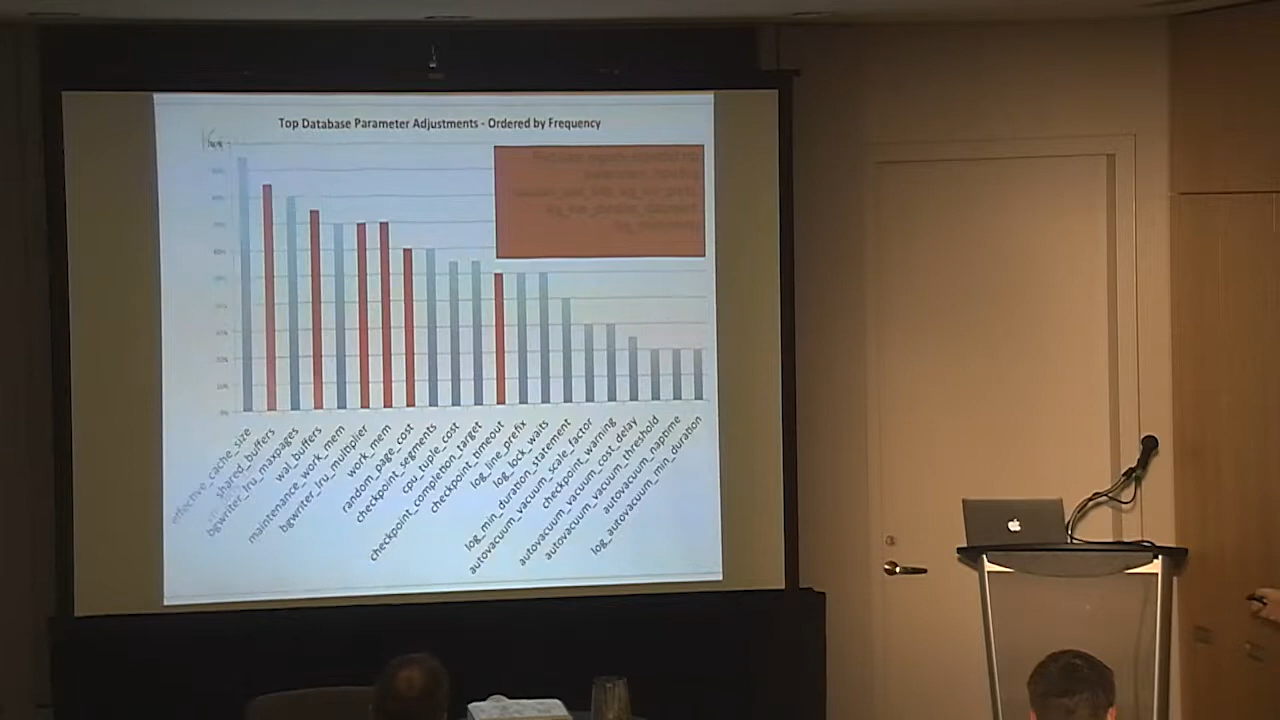 Top Database Parameter Adjustments - Ordered by Frequency
effective_cache_size
shared_buffers
bgwriter_lru_maxpages
wal_buffers
maintenance_work_mem
bgwriter_lru_multiplier
work_mem
random_page_cost
checkpoint_segments
cpu_tuple_cost
checkpoint_completion_target
checkpoint_timeout
log_line_prefix
log_lock_waits
log_min_duration_statement
autovacuum_vacuum_scale_factor
checkpoint_warning
autovacuum_vacuum_cost_delay
autovacuum_vacuum_threshold
autovacuum_naptime
log_autovacuum_min_duration